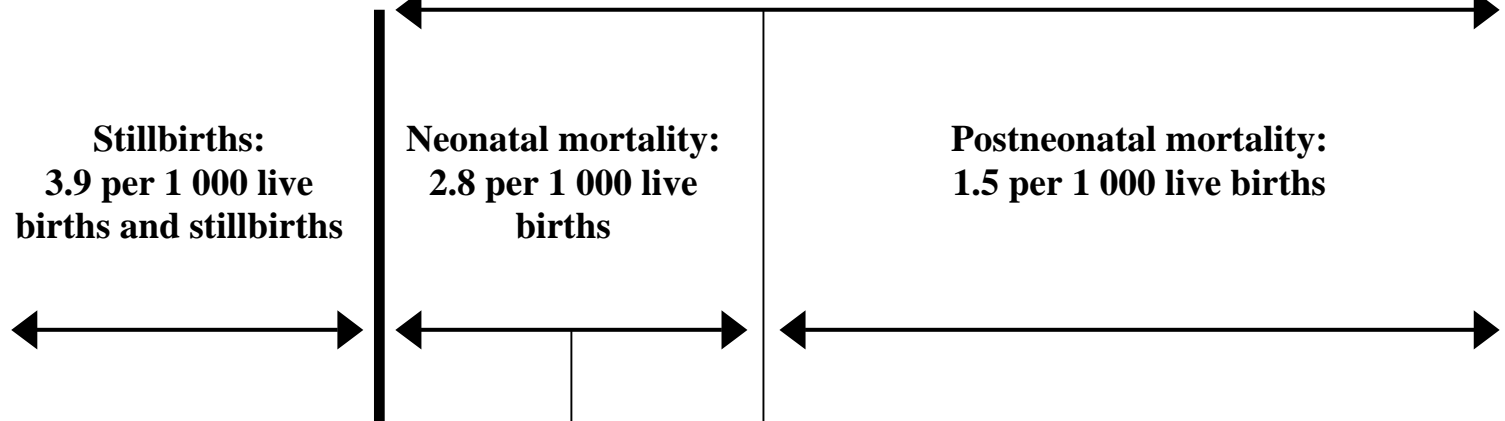 Stillbirths:
3.9 per 1 000 live
births and stillbirths
Neonatal mortality:
2.8 per 1 000 live
births
Postneonatal mortality:
1.5 per 1 000 live births